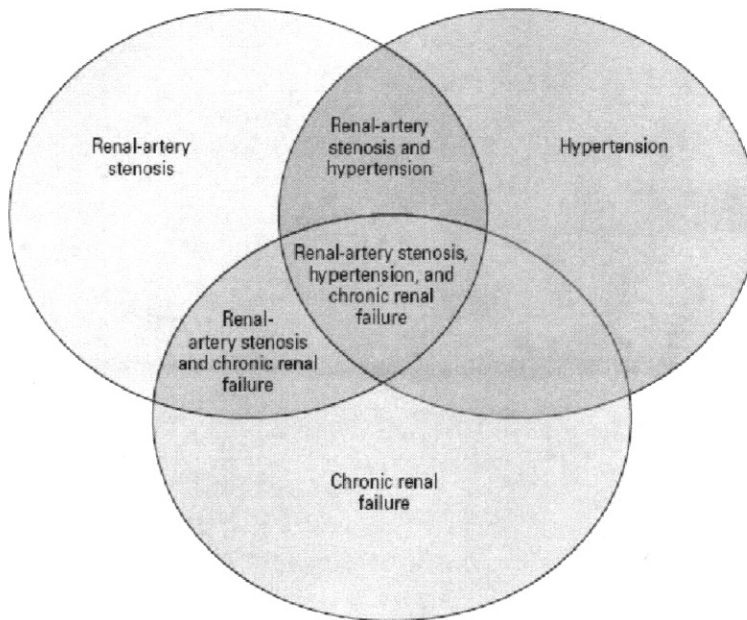 Renal-artery
stenosis
Renal-artery
stenosis and
hypertension
Hypertension
Renal-artery stenosis,
hypertension, and
chronic renal
failure
Renal-
artery stenosis
and chronic renal
failure
Chronic renal
failure